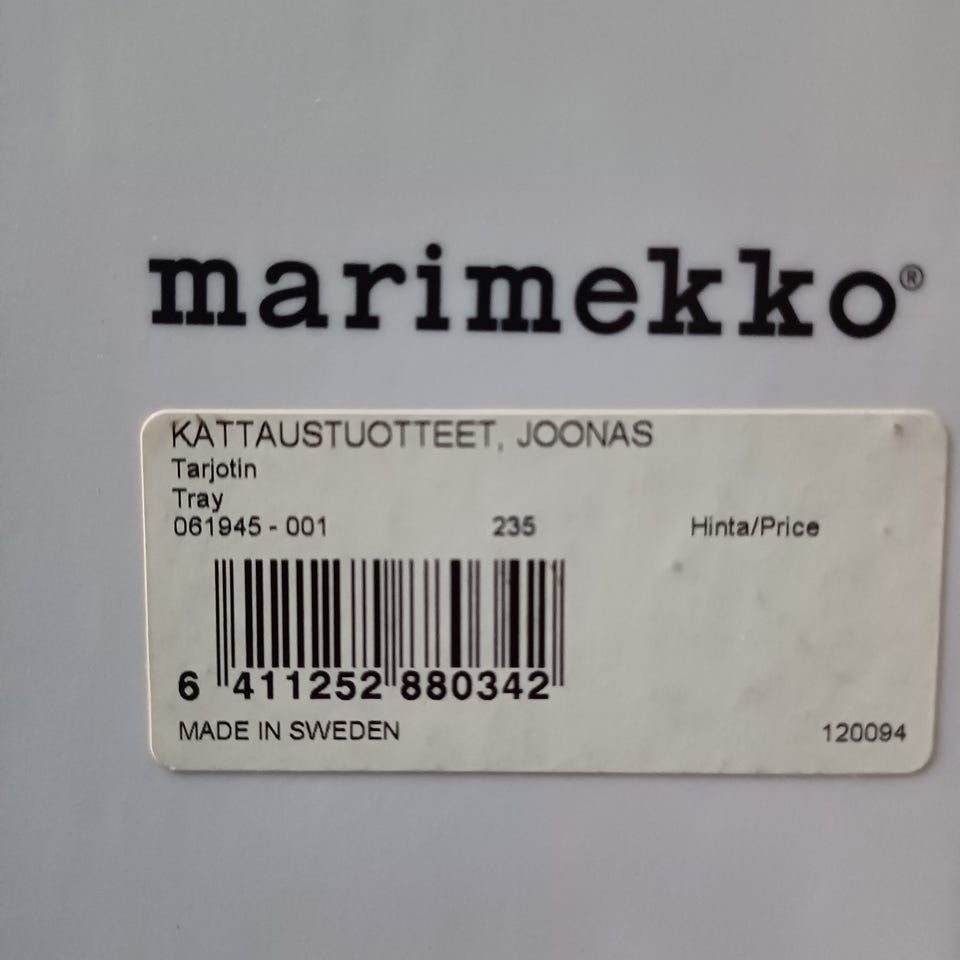 marimekko®
KATTAUSTUOTTEET, JOONAS
Tarjotin
Tray
061945 - 001 235 Hinta/Price
6 411252 880342
MADE IN SWEDEN 120094